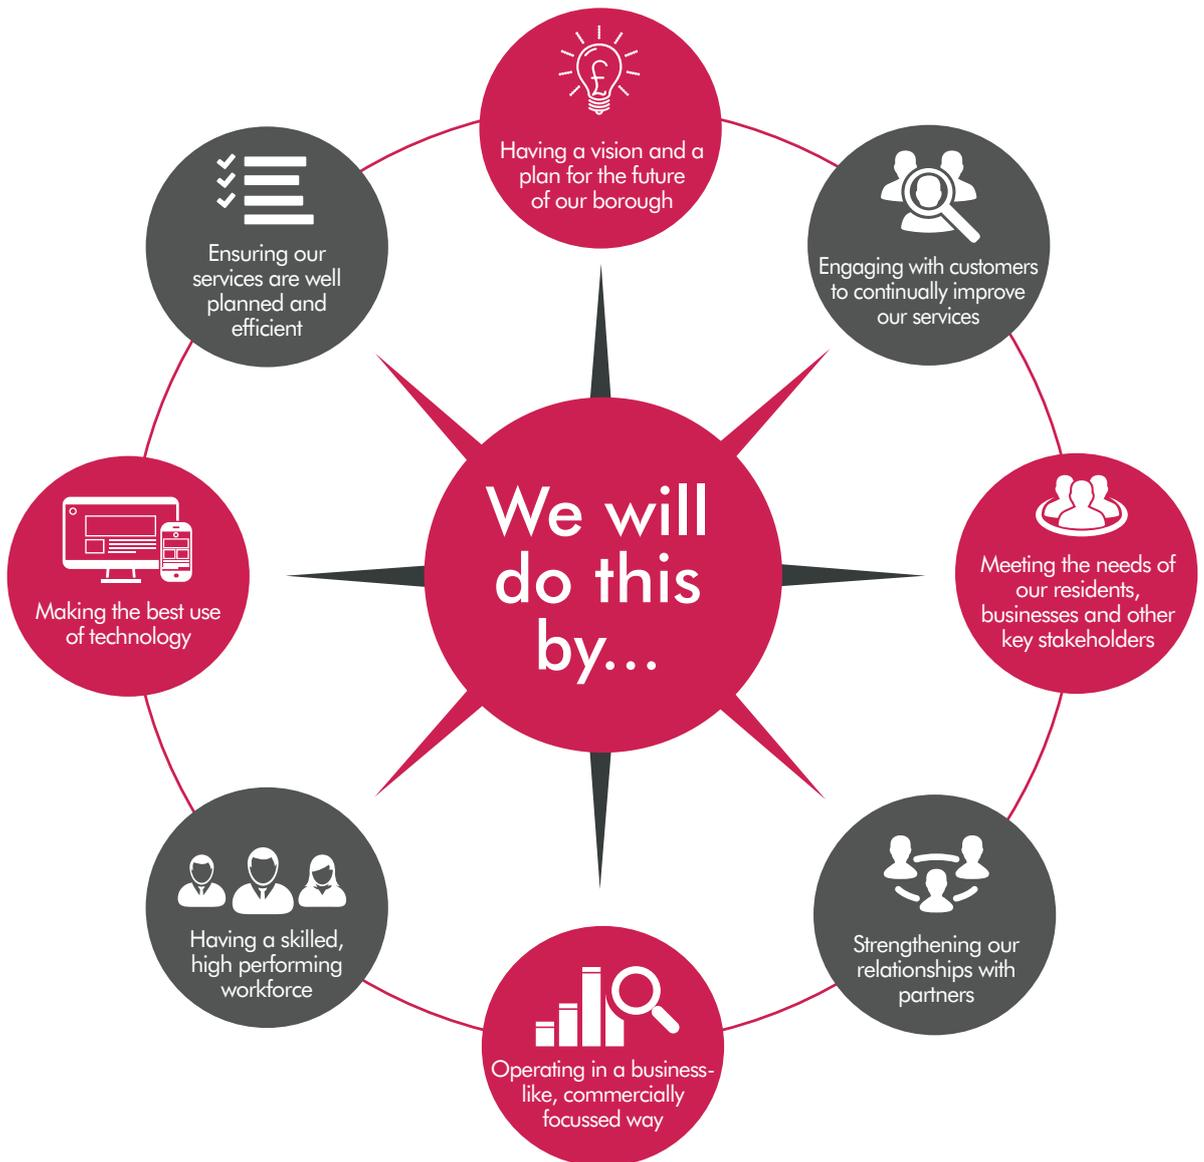 Having a vision and a
plan for the future
of our borough
Engaging with customers
to continually improve
our services
Meeting the needs of
our residents,
businesses and other
key stakeholders
Strengthening our
relationships with
partners
Operating in a business-
like, commercially
focussed way
Having a skilled,
high performing
workforce
Making the best use
of technology
Ensuring our
services are well
planned and
efficient
We will
do this
by...
£